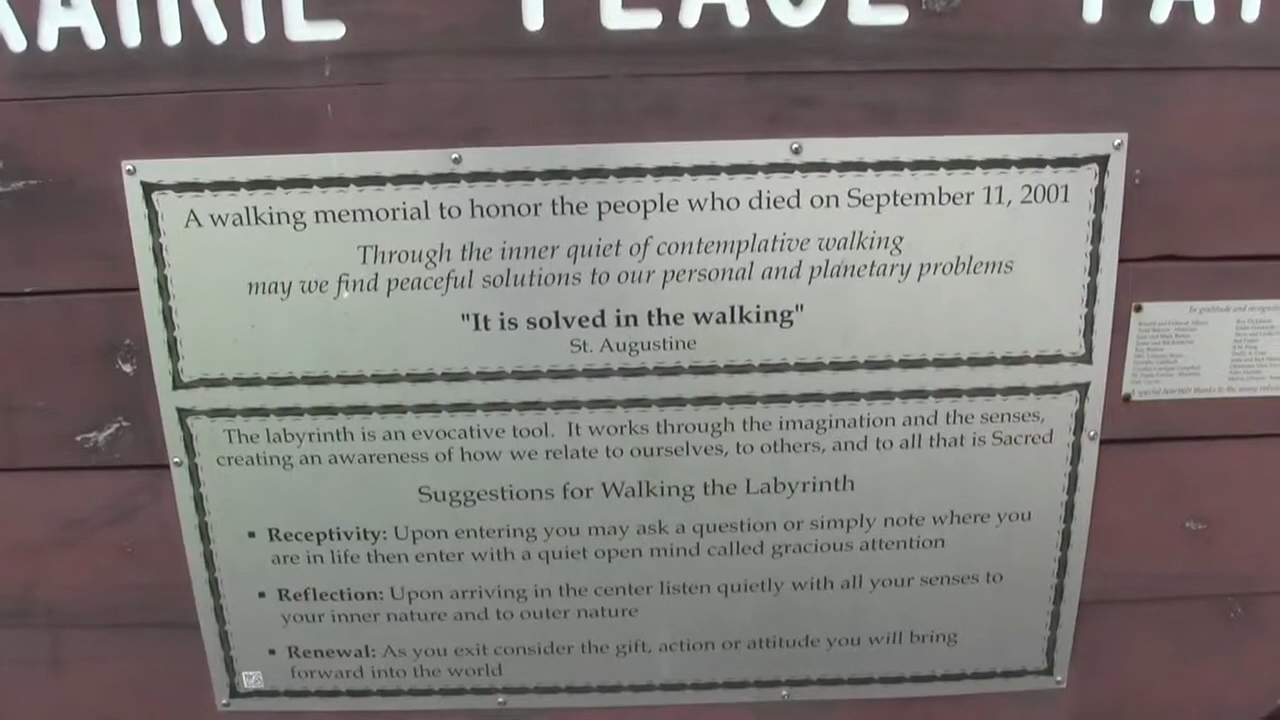 PEACE
A walking memorial to honor the people who died on September 11, 2001
Through the inner quiet of contemplative walking
may we find peaceful solutions to our personal and planetary problems
"It is solved in the walking"
St. Augustine
The labyrinth is an evocative tool. It works through the imagination and the senses,
creating an awareness of how we relate to ourselves, to others, and to all that is Sacred
Suggestions for Walking the Labyrinth
▪ Receptivity: Upon entering you may ask a question or simply note where you
are in life then enter with a quiet open mind called gracious attention
▪ Reflection: Upon arriving in the center listen quietly with all your senses to
your inner nature and to outer nature
▪ Renewal: As you exit consider the gift, action or attitude you will bring
forward into the world
In gratitude and